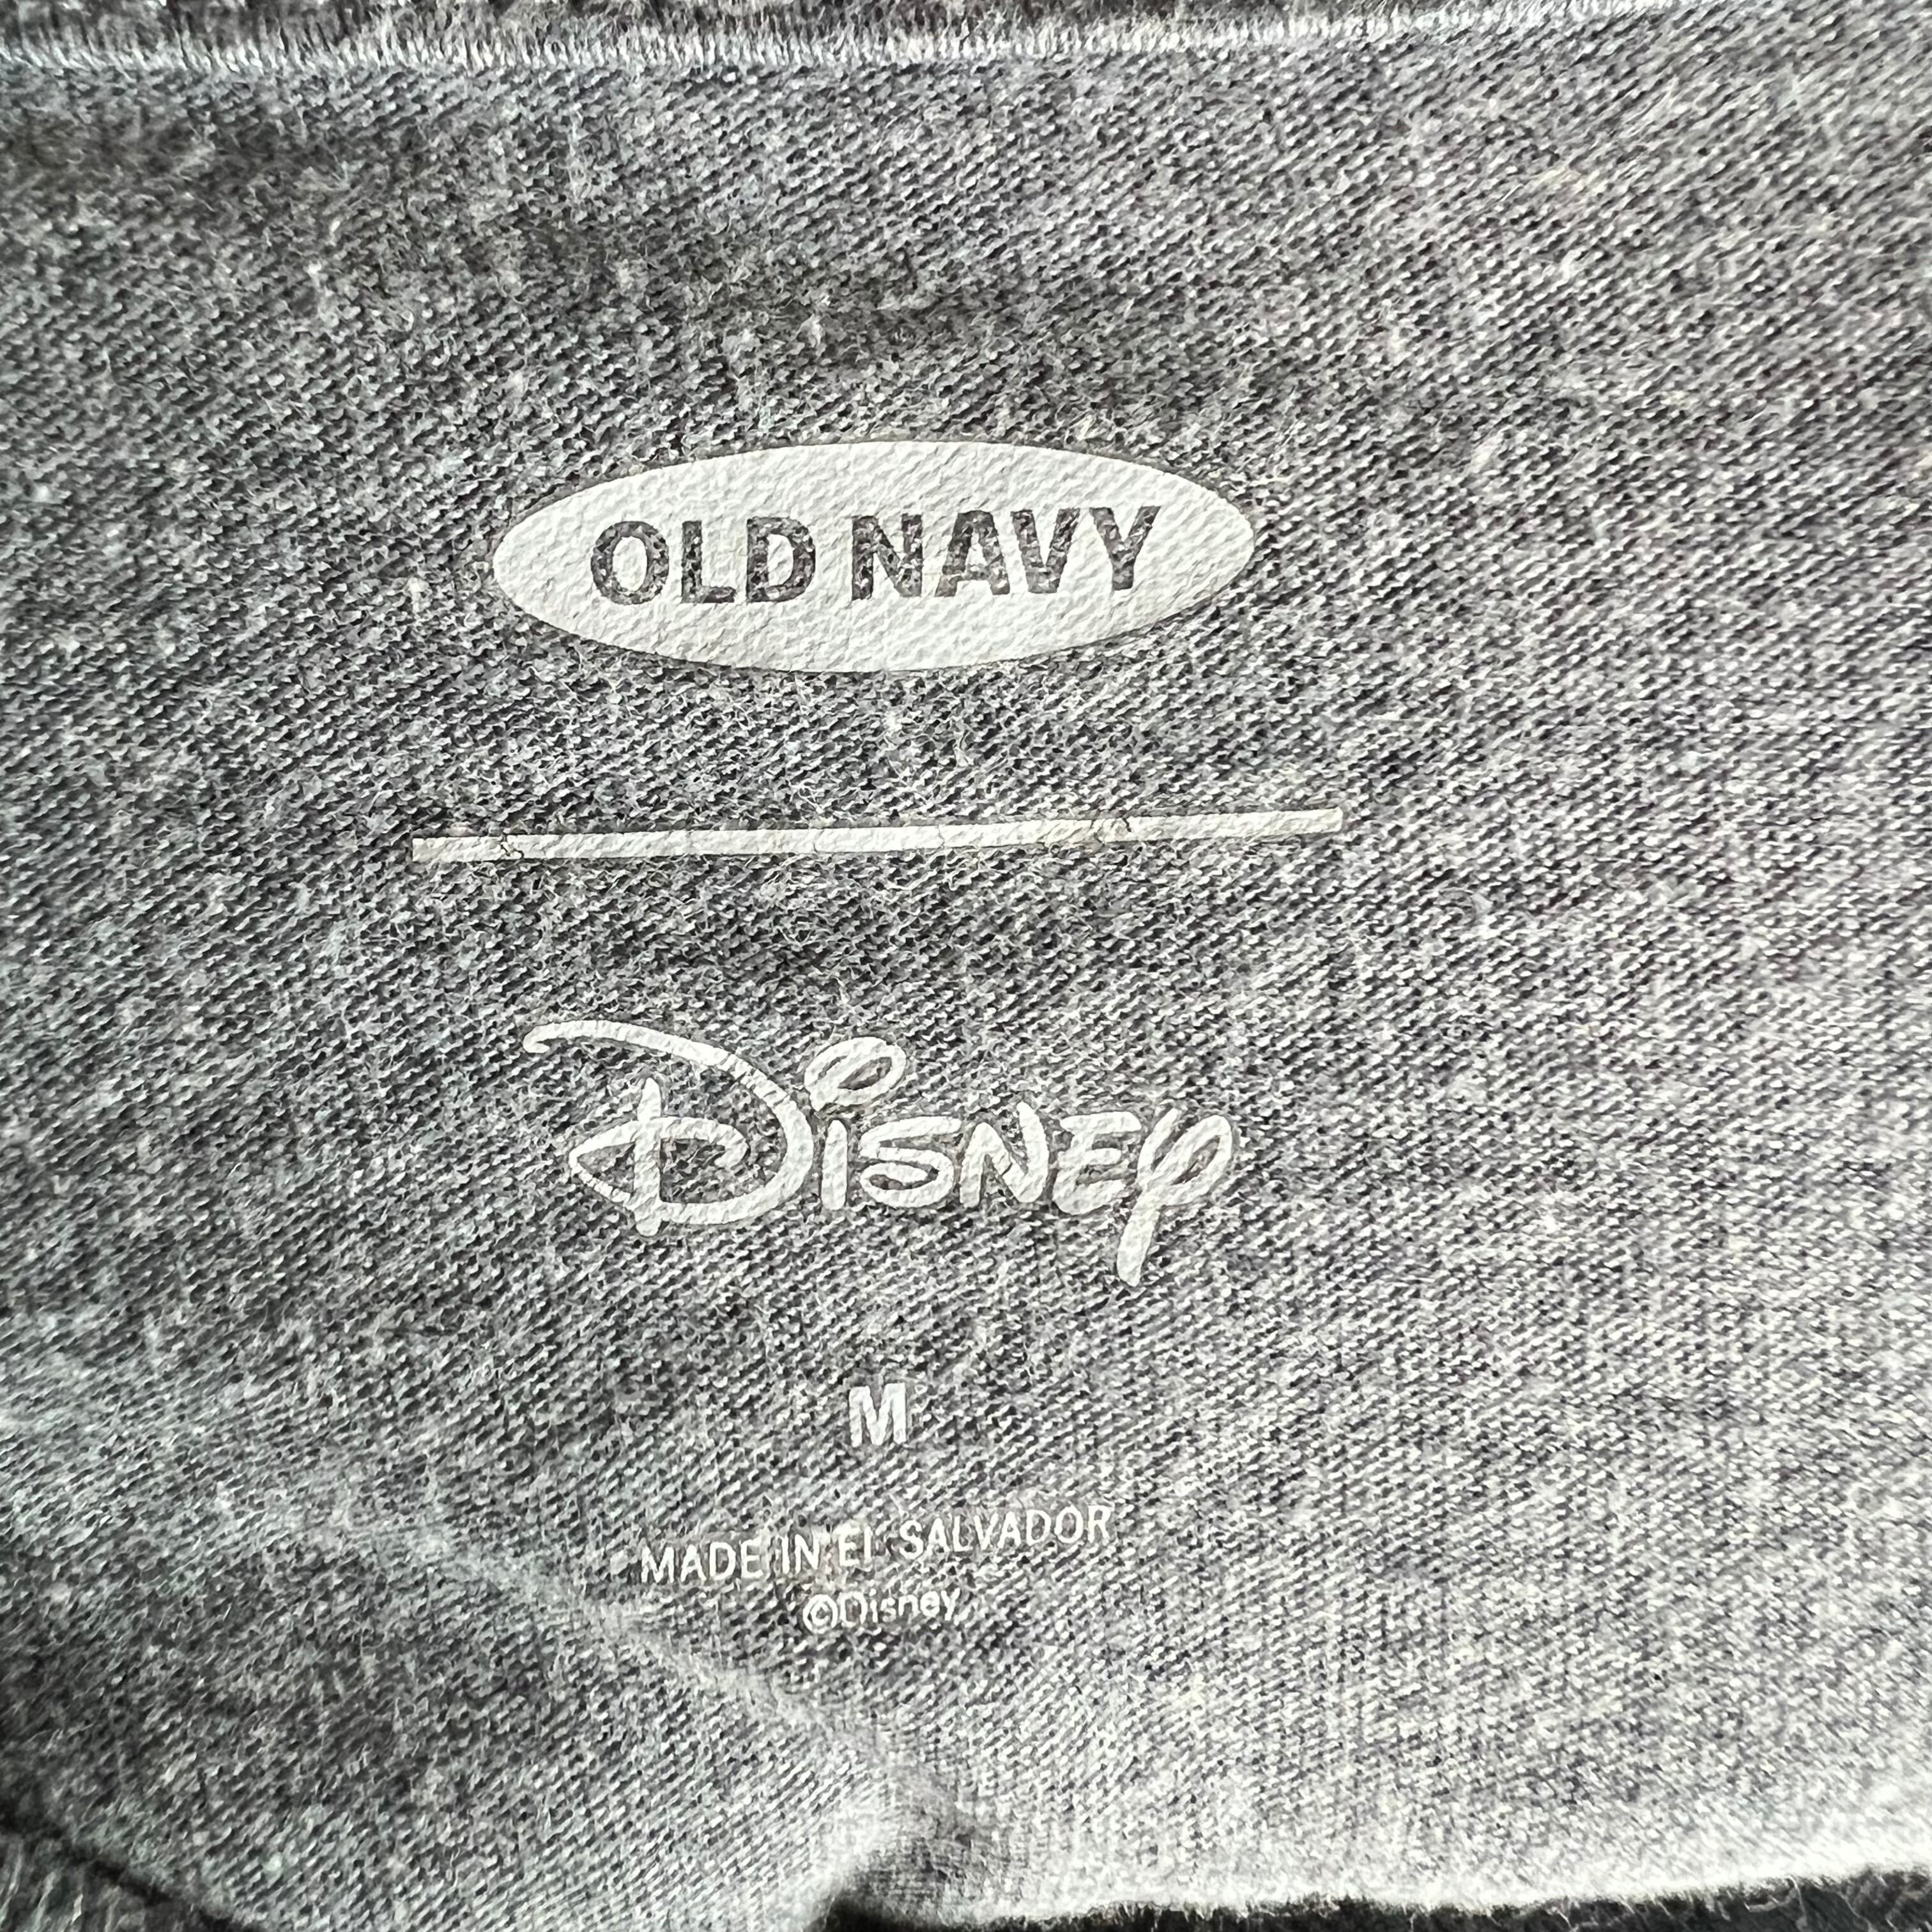 OLD NAVY
Disney
M
MADE IN EL SALVADOR
©Disney